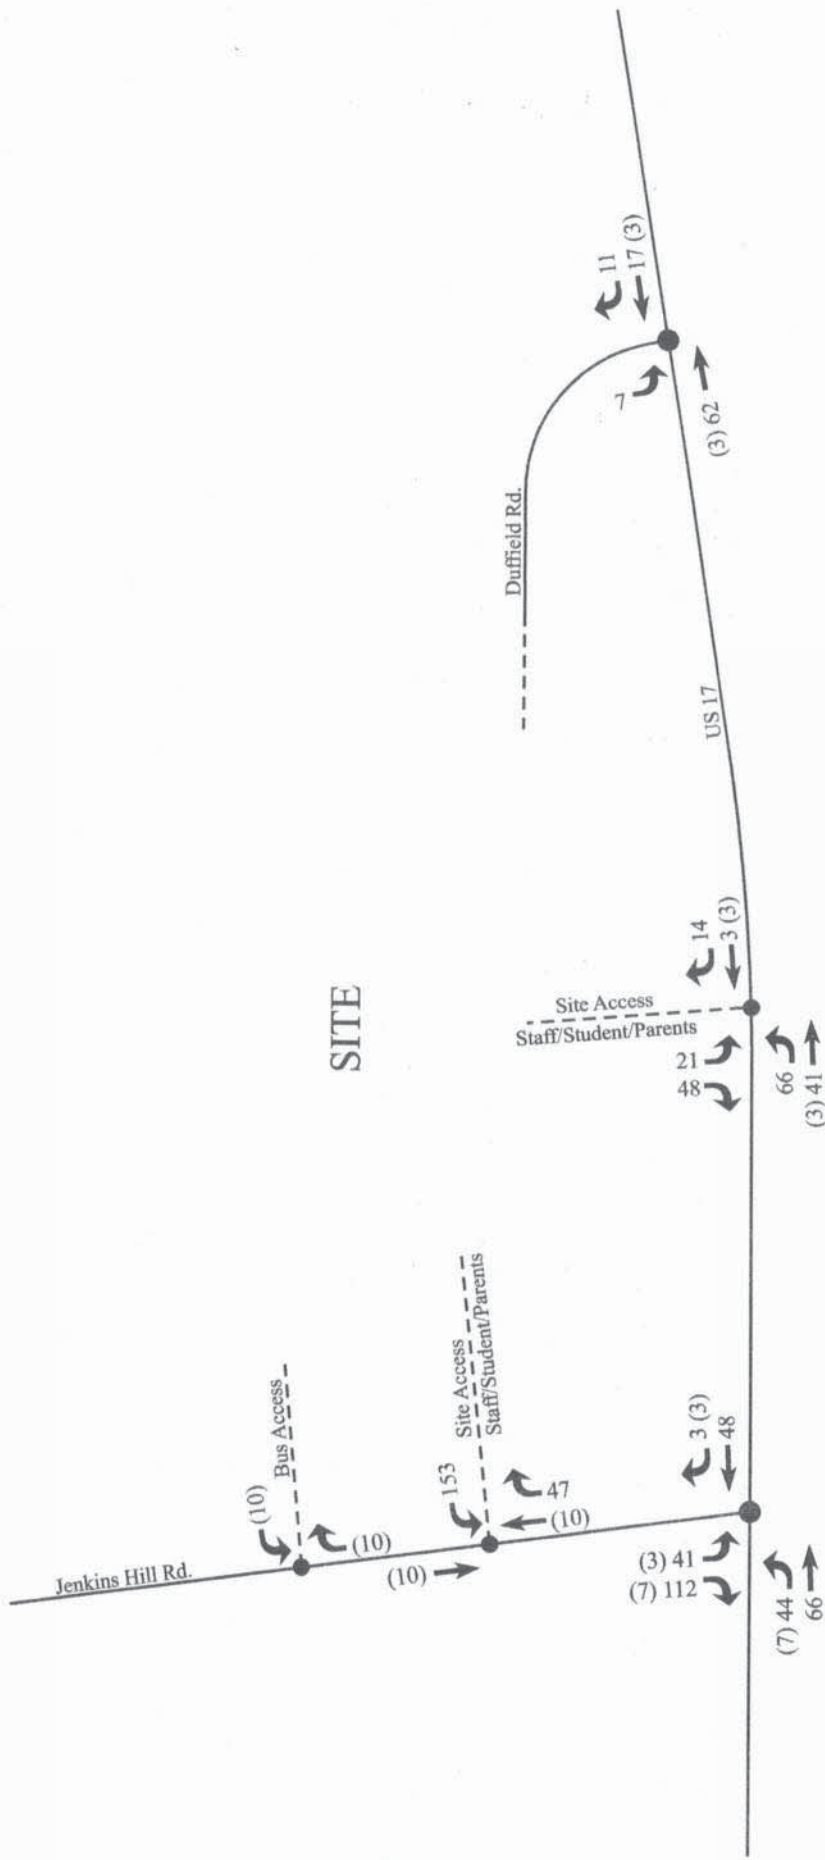 11
17 (3)
7
(3) 62
Duffield Rd.
US 17
SITE
14
3 (3)
Site Access
Staff/Student/Parents
21
48
66
(3) 41
Bus Access
(10)
(10)
Jenkins Hill Rd.
Site Access
Staff/Student/Parents
153
47
(10)
(10)
3 (3)
48
(3) 41
(7) 112
(7) 44
66